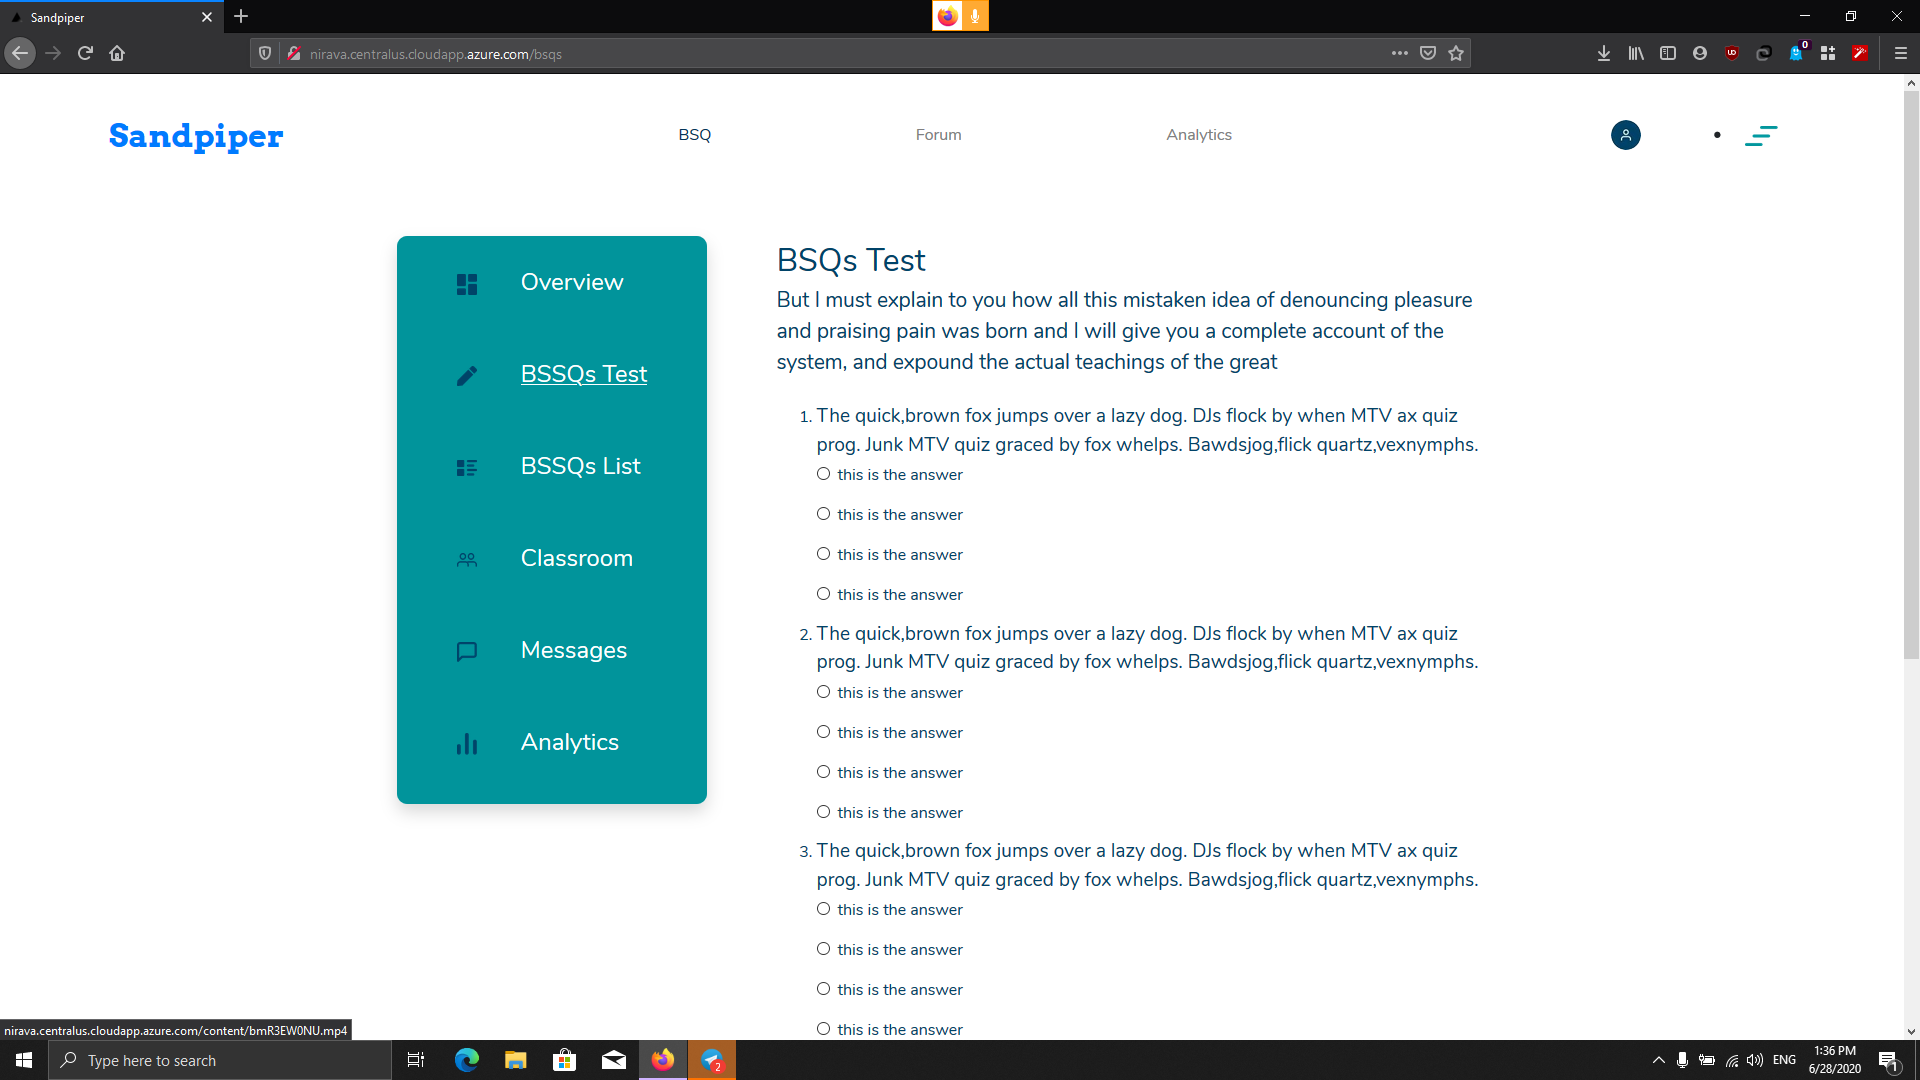 Sandpiper
nirava.centralus.cloudapp.azure.com/bsqs
0
Sandpiper
BSQ
Forum
Analytics
Overview
BSSQs Test
BSSQs List
Classroom
Messages
Analytics
BSQs Test
But I must explain to you how all this mistaken idea of denouncing pleasure
and praising pain was born and I will give you a complete account of the
system, and expound the actual teachings of the great
1. The quick,brown fox jumps over a lazy dog. DJs flock by when MTV ax quiz
prog. Junk MTV quiz graced by fox whelps. Bawdsjog,flick quartz,vexnymphs.
this is the answer
this is the answer
this is the answer
this is the answer
2. The quick,brown fox jumps over a lazy dog. DJs flock by when MTV ax quiz
prog. Junk MTV quiz graced by fox whelps. Bawdsjog,flick quartz,vexnymphs.
this is the answer
this is the answer
this is the answer
this is the answer
3. The quick,brown fox jumps over a lazy dog. DJs flock by when MTV ax quiz
prog. Junk MTV quiz graced by fox whelps. Bawdsjog,flick quartz,vexnymphs.
this is the answer
this is the answer
this is the answer
this is the answer
nirava.centralus.cloudapp.azure.com/content/bmR3EW0NU.mp4
Type here to search
2
ENG
1:36 PM
6/28/2020
1